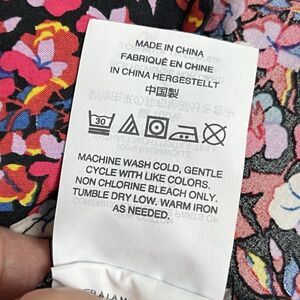 MADE IN CHINA
FABRIQUÉ EN CHINE
IN CHINA HERGESTELLT
中国製
30
MACHINE WASH COLD, GENTLE
CYCLE WITH LIKE COLORS.
NON CHLORINE BLEACH ONLY.
TUMBLE DRY LOW. WARM IRON
AS NEEDED.